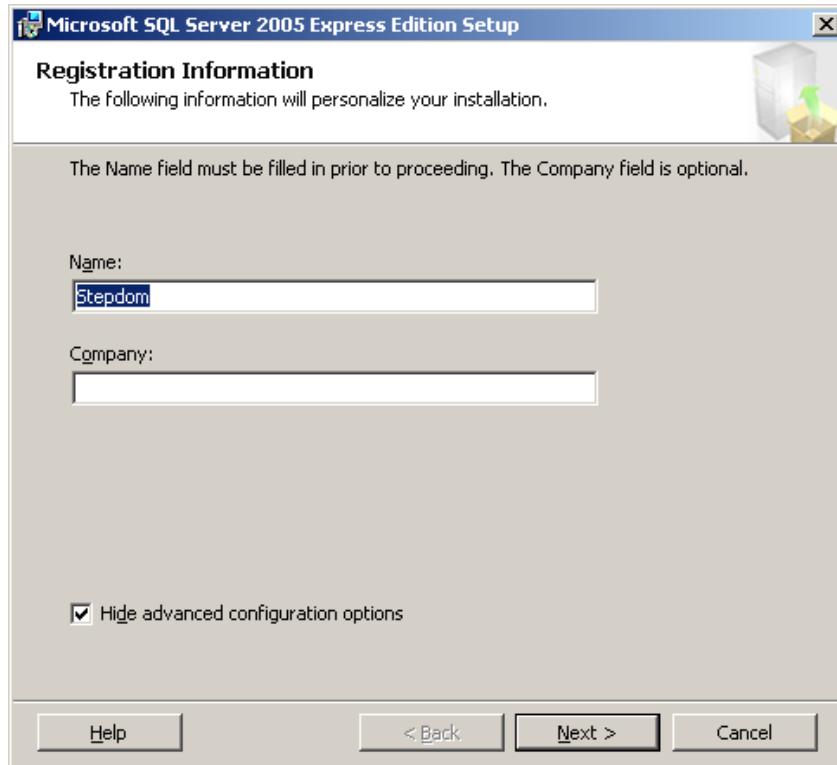 Microsoft SQL Server 2005 Express Edition Setup
Registration Information
The following information will personalize your installation.
The Name field must be filled in prior to proceeding. The Company field is optional.
Name:
Stepdom
Company:
Hide advanced configuration options
Help
< Back
Next >
Cancel